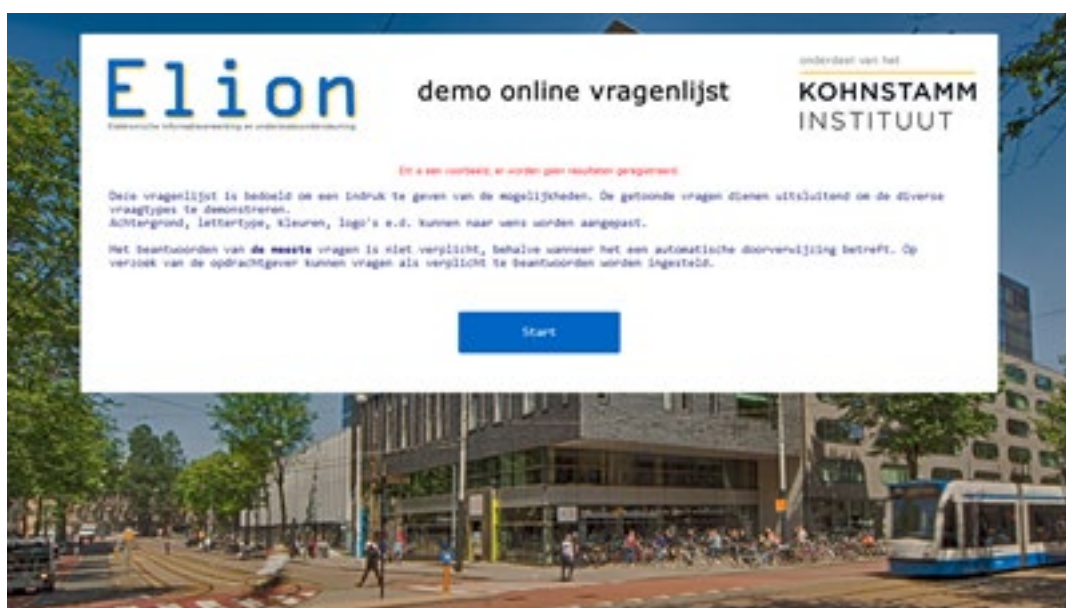 Elion
Elektronische informatieverwerking en onderzoeksondersteuning
demo online vragenlijst
onderdeel van het
KOHNSTAMM
INSTITUUT
Dit is een voorbeeld, er worden geen resultaten geregistreerd.
Deze vragenlijst is bedoeld om een indruk te geven van de mogelijkheden. De getoonde vragen dienen uitsluitend om de diverse
vraagtypes te demonstreren.
Achtergrond, lettertype, kleuren, logo's e.d. kunnen naar wens worden aangepast.
Het beantwoorden van de meeste vragen is niet verplicht, behalve wanneer het een automatische doorverwijzing betreft. Op
verzoek van de opdrachtgever kunnen vragen als verplicht te beantwoorden worden ingesteld.
Start